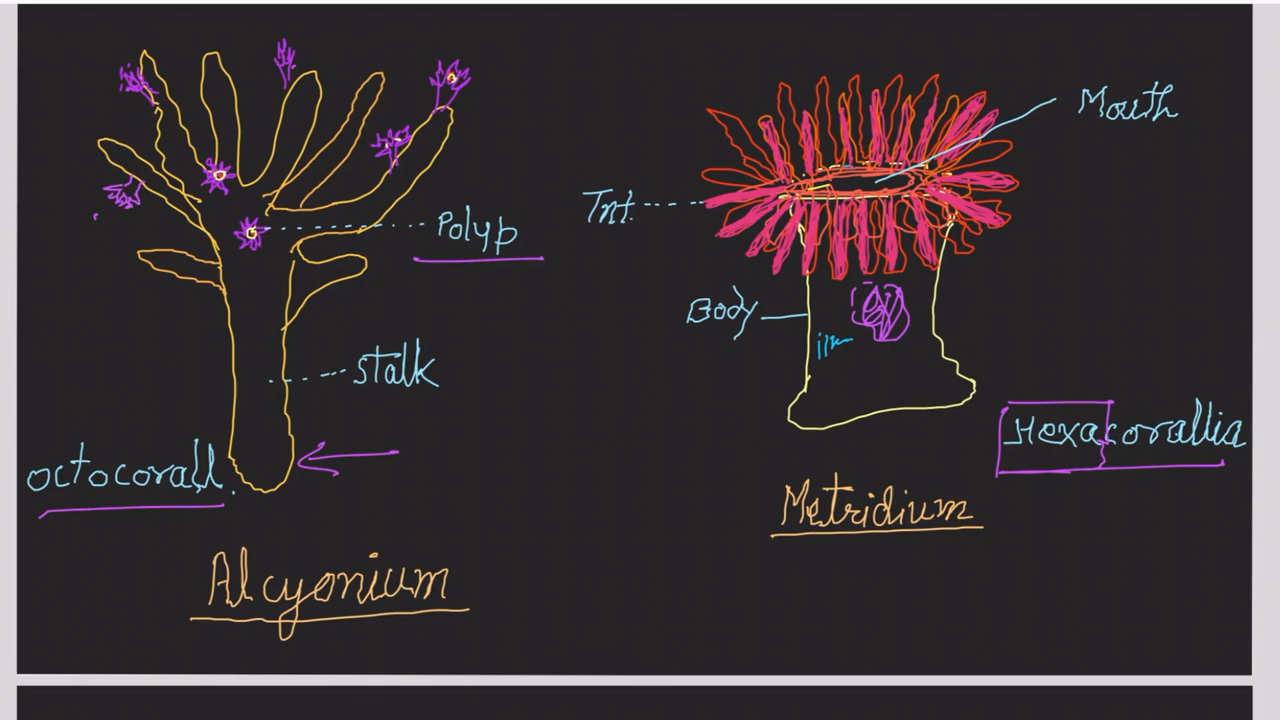 Mouth
Tnt.
Polyp
Body
Stalk
Hexacorallia
octocorall.
Metridium
Alcyonium